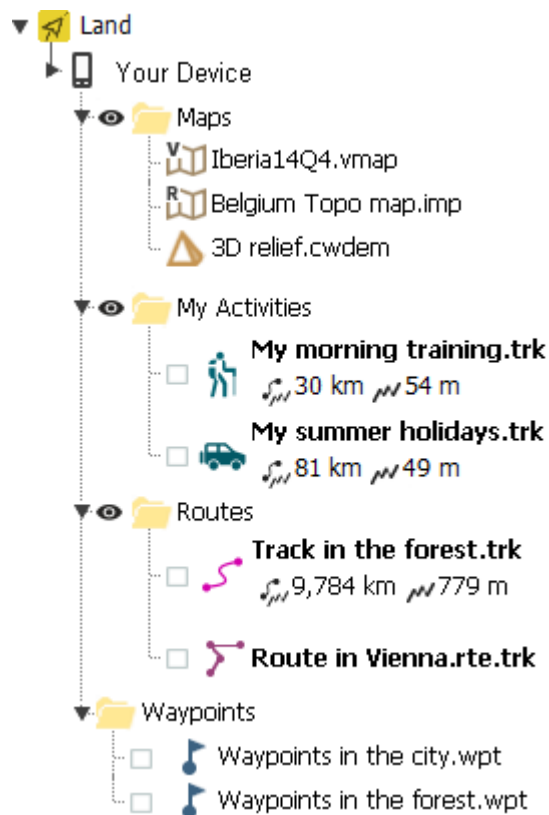 Land
Your Device
Maps
V Iberia14Q4.vmap
R Belgium Topo map.imp
3D relief.cwdem
My Activities
My morning training.trk
30 km 54 m
My summer holidays.trk
81 km 49 m
Routes
Track in the forest.trk
9,784 km 779 m
Route in Vienna.rte.trk
Waypoints
Waypoints in the city.wpt
Waypoints in the forest.wpt